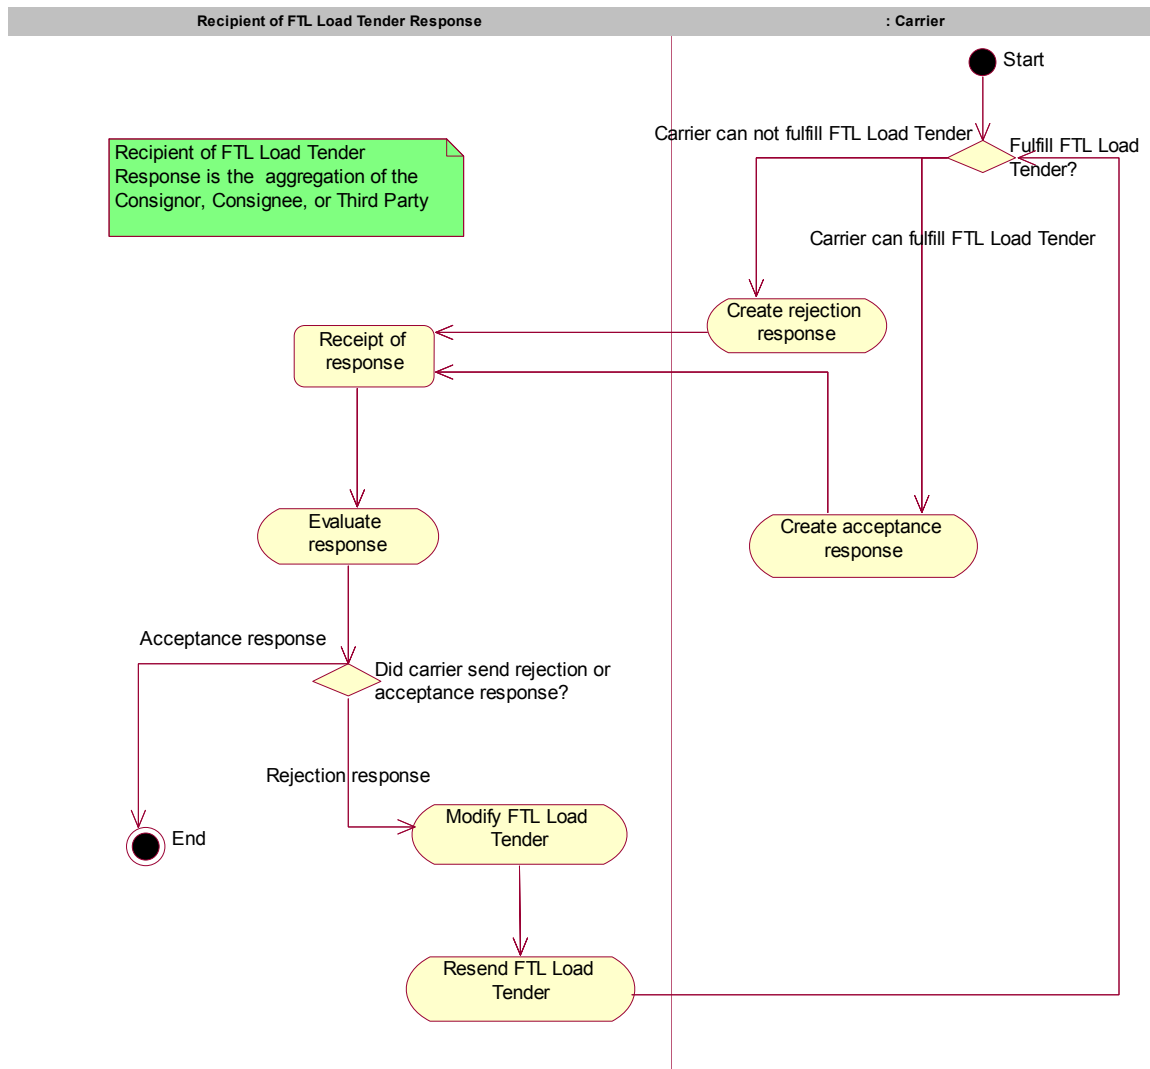 Recipient of FTL Load Tender Response
: Carrier
Start
Carrier can not fulfill FTL Load Tender
Fulfill FTL Load
Tender?
Recipient of FTL Load Tender
Response is the  aggregation of the
Consignor, Consignee, or Third Party
Carrier can fulfill FTL Load Tender
Create rejection
response
Receipt of
response
Evaluate
response
Create acceptance
response
Acceptance response
Did carrier send rejection or
acceptance response?
Rejection response
Modify FTL Load
Tender
End
Resend FTL Load
Tender